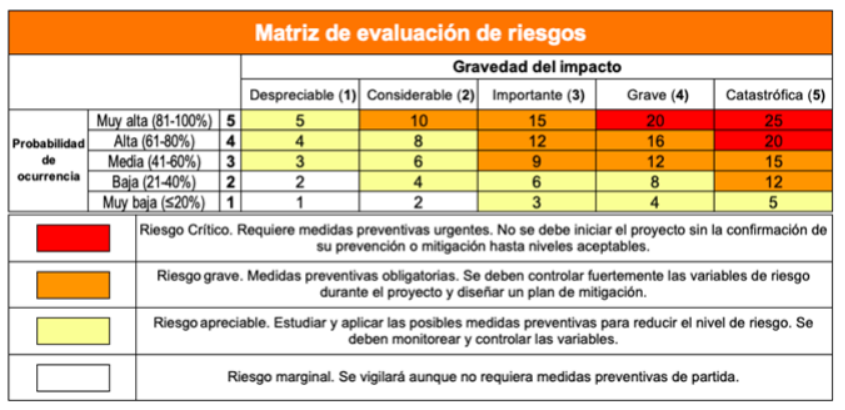 Matriz de evaluación de riesgos
Gravedad del impacto
Despreciable (1) Considerable (2) Importante (3) Grave (4) Catastrófica (5)
Probabilidad de ocurrencia
Muy alta (81-100%) 5 5 10 15 20 25
Alta (61-80%) 4 4 8 12 16 20
Media (41-60%) 3 3 6 9 12 15
Baja (21-40%) 2 2 4 6 8 12
Muy baja (≤20%) 1 1 2 3 4 5
Riesgo Crítico. Requiere medidas preventivas urgentes. No se debe iniciar el proyecto sin la confirmación de
su prevención o mitigación hasta niveles aceptables.
Riesgo grave. Medidas preventivas obligatorias. Se deben controlar fuertemente las variables de riesgo
durante el proyecto y diseñar un plan de mitigación.
Riesgo apreciable. Estudiar y aplicar las posibles medidas preventivas para reducir el nivel de riesgo. Se
deben monitorear y controlar las variables.
Riesgo marginal. Se vigilará aunque no requiera medidas preventivas de partida.